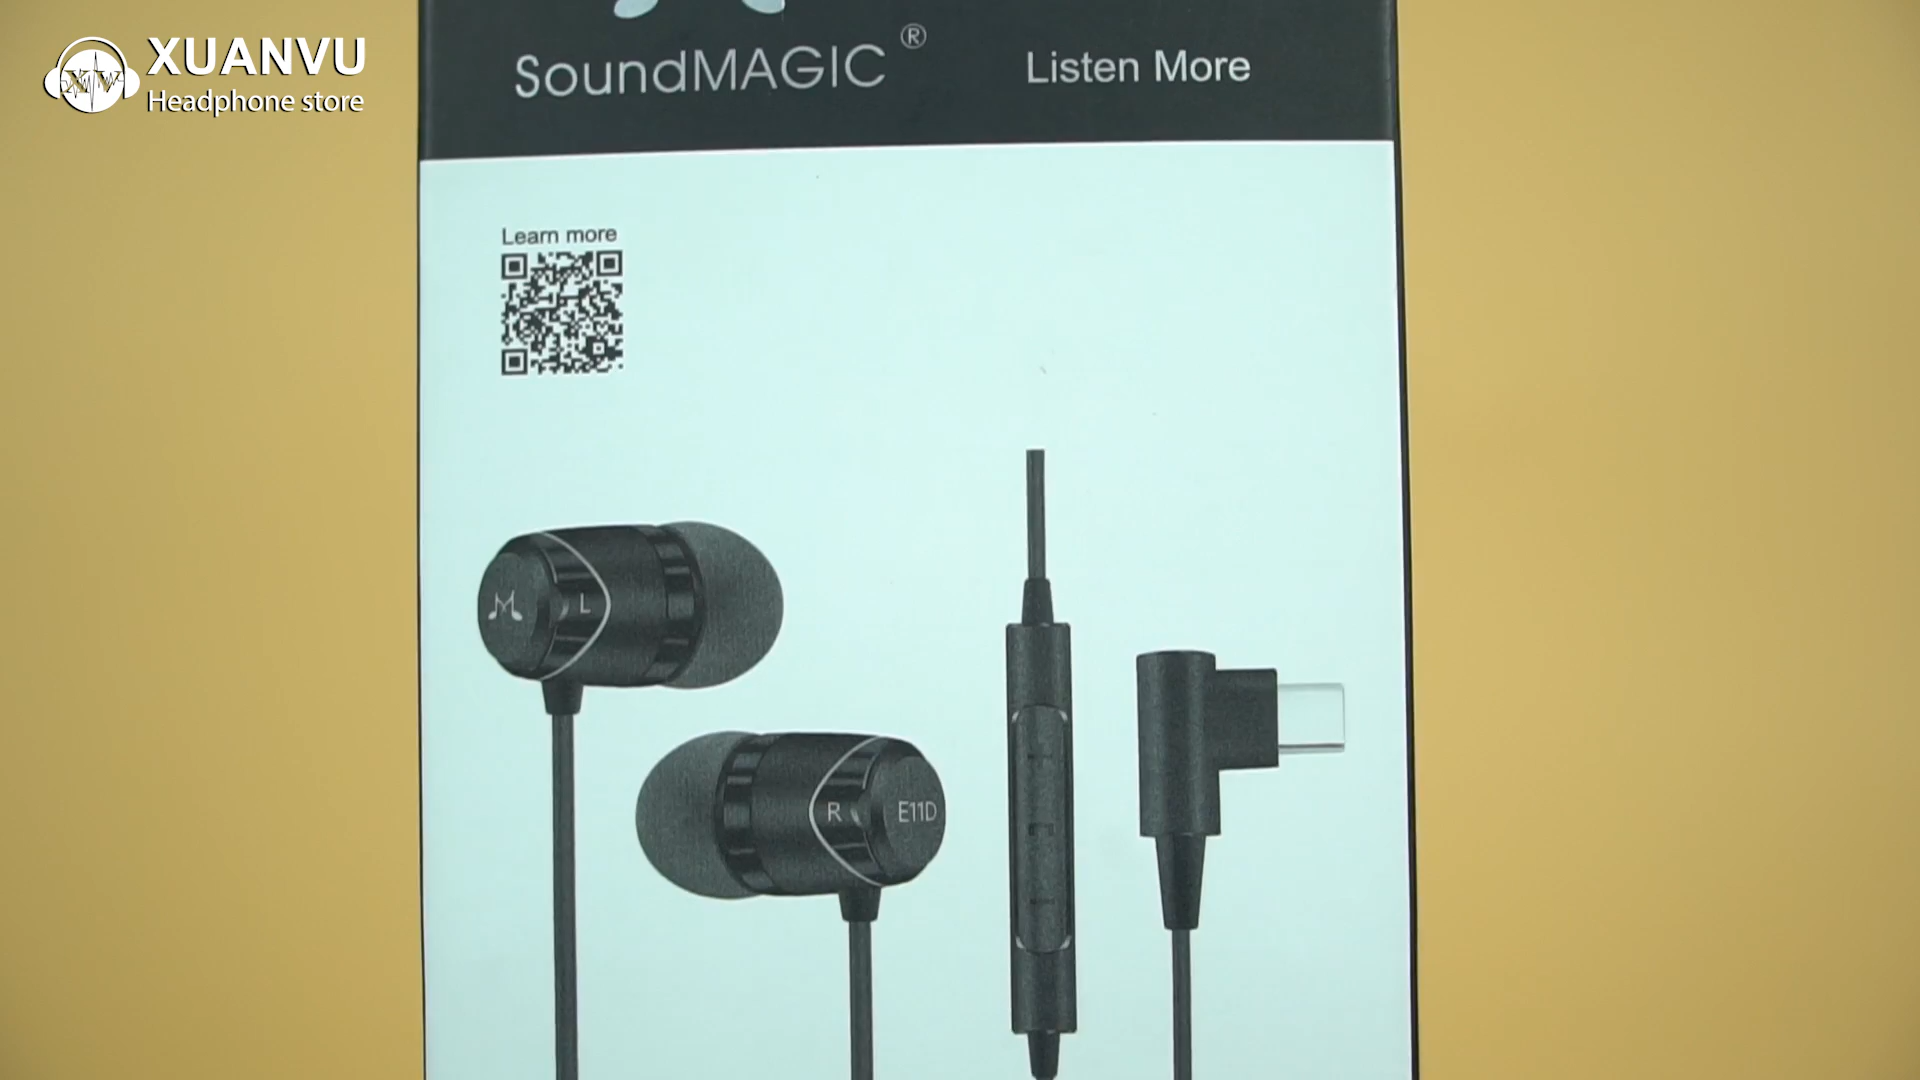 XUANVU
Headphone store
SoundMAGIC ®
Listen More
Learn more
L
R
E11D